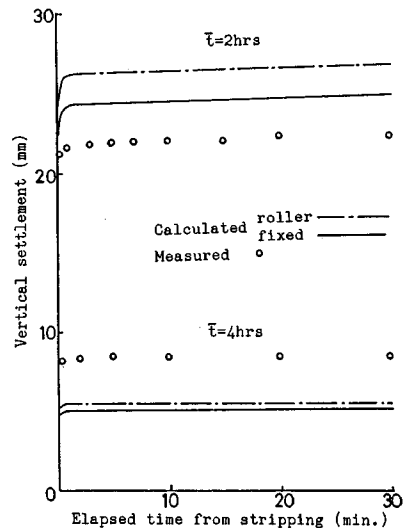 30
t̄=2hrs
20
Calculated roller
fixed
Measured
10
t̄=4hrs
0
0 10 20 30
Vertical settlement (mm)
Elapsed time from stripping (min.)